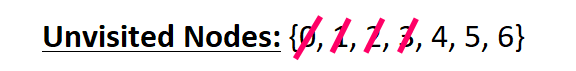 Unvisited Nodes: {0, 1, 2, 3, 4, 5, 6}